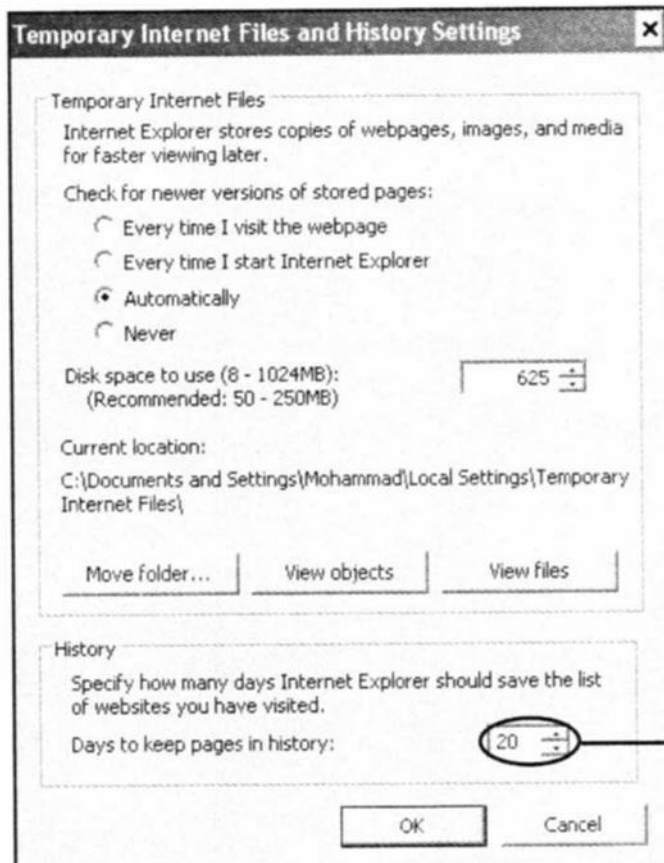 Temporary Internet Files and History Settings
Temporary Internet Files
Internet Explorer stores copies of webpages, images, and media
for faster viewing later.
Check for newer versions of stored pages:
Every time I visit the webpage
Every time I start Internet Explorer
Automatically
Never
Disk space to use (8 - 1024MB): 625
(Recommended: 50 - 250MB)
Current location:
C:\Documents and Settings\Mohammad\Local Settings\Temporary
Internet Files\
Move folder... View objects View files
History
Specify how many days Internet Explorer should save the list
of websites you have visited.
Days to keep pages in history: 20
OK Cancel